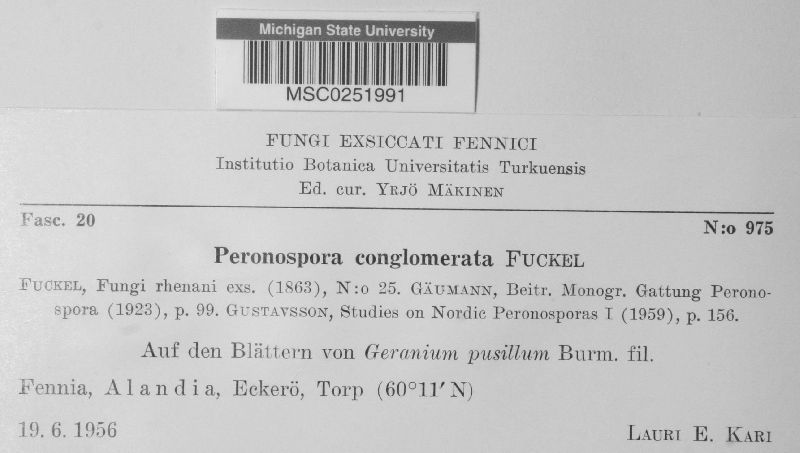 Michigan State University
MSC0251991
FUNGI EXSICCATI FENNICI
Institutio Botanica Universitatis Turkuensis
Ed. cur. YRJÖ MÄKINEN
Fasc. 20
N:o 975
Peronospora conglomerata FUCKEL
FUCKEL, Fungi rhenani exs. (1863), N:o 25. GÄUMANN, Beitr. Monogr. Gattung Perono-
spora (1923), p. 99. GUSTAVSSON, Studies on Nordic Peronosporas I (1959), p. 156.
Auf den Blättern von Geranium pusillum Burm. fil.
Fennia, Alandia, Eckerö, Torp (60°11′ N)
19. 6. 1956
LAURI E. KARI